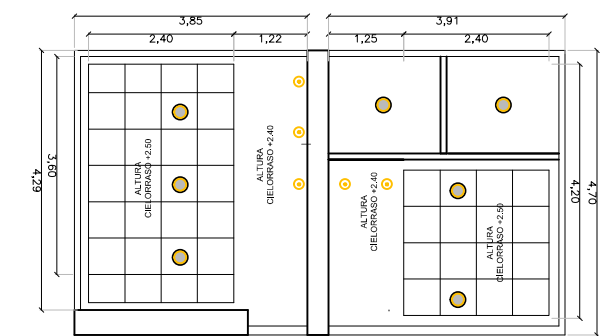 3,85
3,91
2,40
1,22
1,25
2,40
4,29
3,60
ALTURA
CIELORRASO +2.50
ALTURA
CIELORRASO +2.40
ALTURA
CIELORRASO +2.40
ALTURA
CIELORRASO +2.50
4,20
4,70